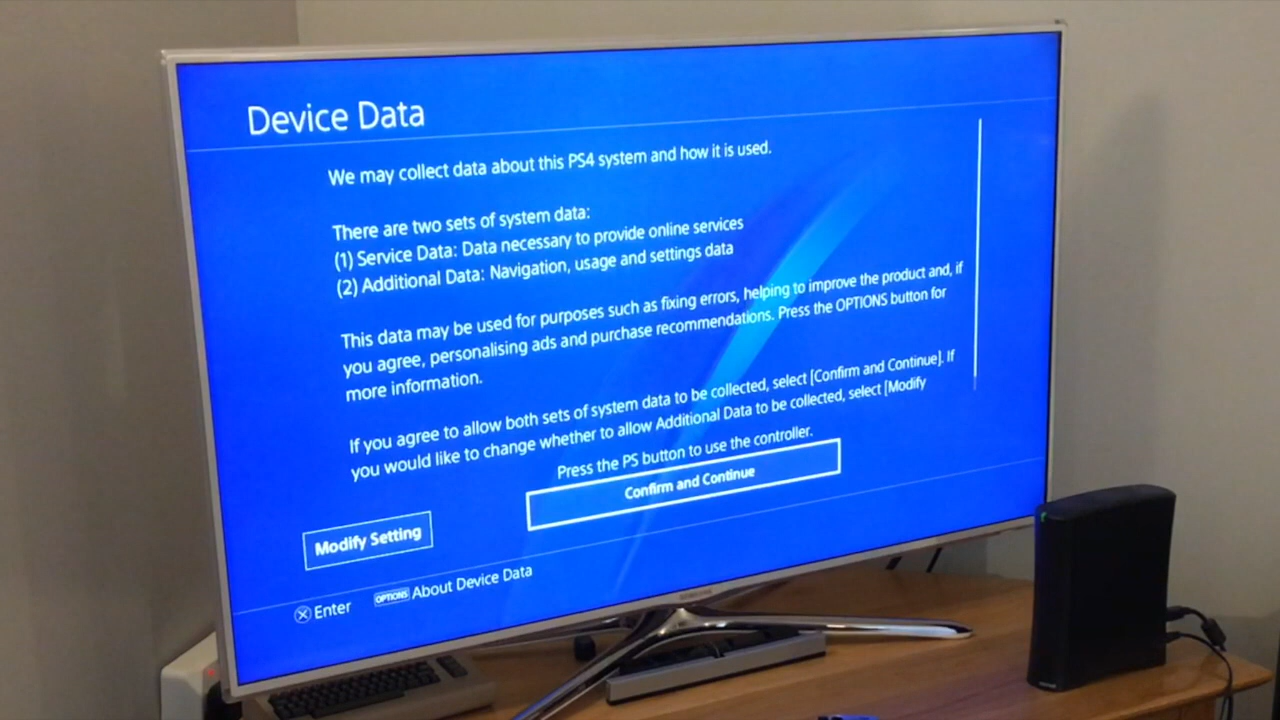 Device Data
We may collect data about this PS4 system and how it is used.
There are two sets of system data:
(1) Service Data: Data necessary to provide online services
(2) Additional Data: Navigation, usage and settings data
This data may be used for purposes such as fixing errors, helping to improve the product and, if
you agree, personalising ads and purchase recommendations. Press the OPTIONS button for
more information.
If you agree to allow both sets of system data to be collected, select [Confirm and Continue]. If
you would like to change whether to allow Additional Data to be collected, select [Modify
Press the PS button to use the controller.
Confirm and Continue
Modify Setting
Enter
OPTIONS About Device Data
SAMSUNG